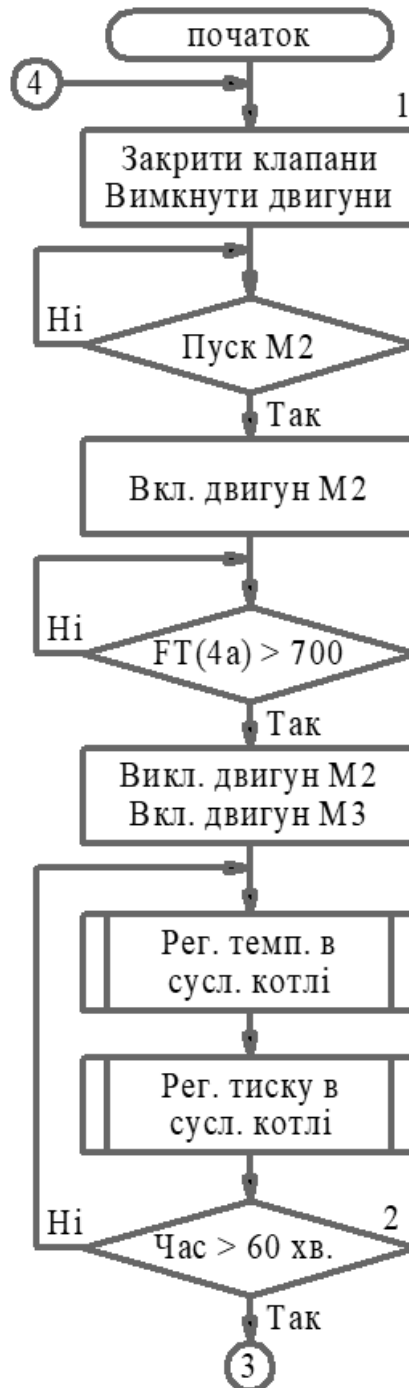 початок
4
1
Закрити клапани
Вимкнути двигуни
Ні
Пуск М2
Так
Вкл. двигун М2
Ні
FT(4а) > 700
Так
Викл. двигун М2
Вкл. двигун М3
Рег. темп. в
сусл. котлі
Рег. тиску в
сусл. котлі
Ні
2
Час > 60 хв.
Так
3